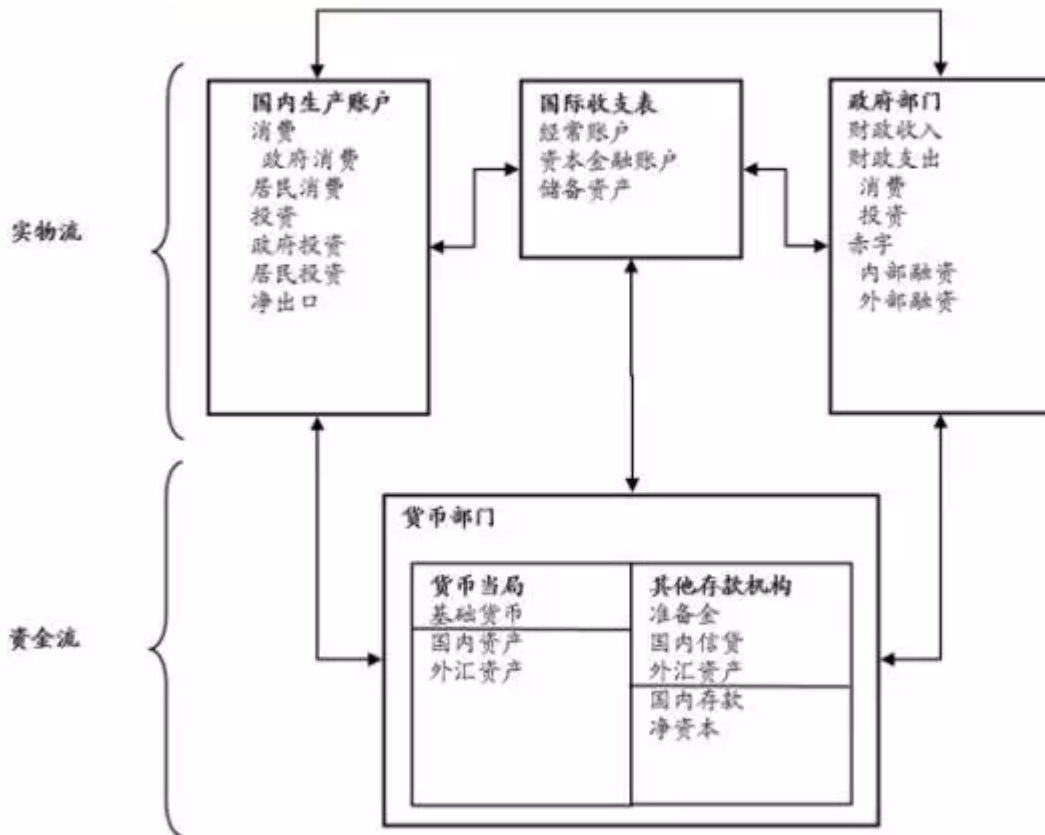 实物流
国内生产账户
消费
政府消费
居民消费
投资
政府投资
居民投资
净出口
国际收支表
经常账户
资本金融账户
储备资产
政府部门
财政收入
财政支出
消费
投资
赤字
内部融资
外部融资
资金流
货币部门
货币当局
基础货币
国内资产
外汇资产
其他存款机构
准备金
国内信贷
外汇资产
国内存款
净资本